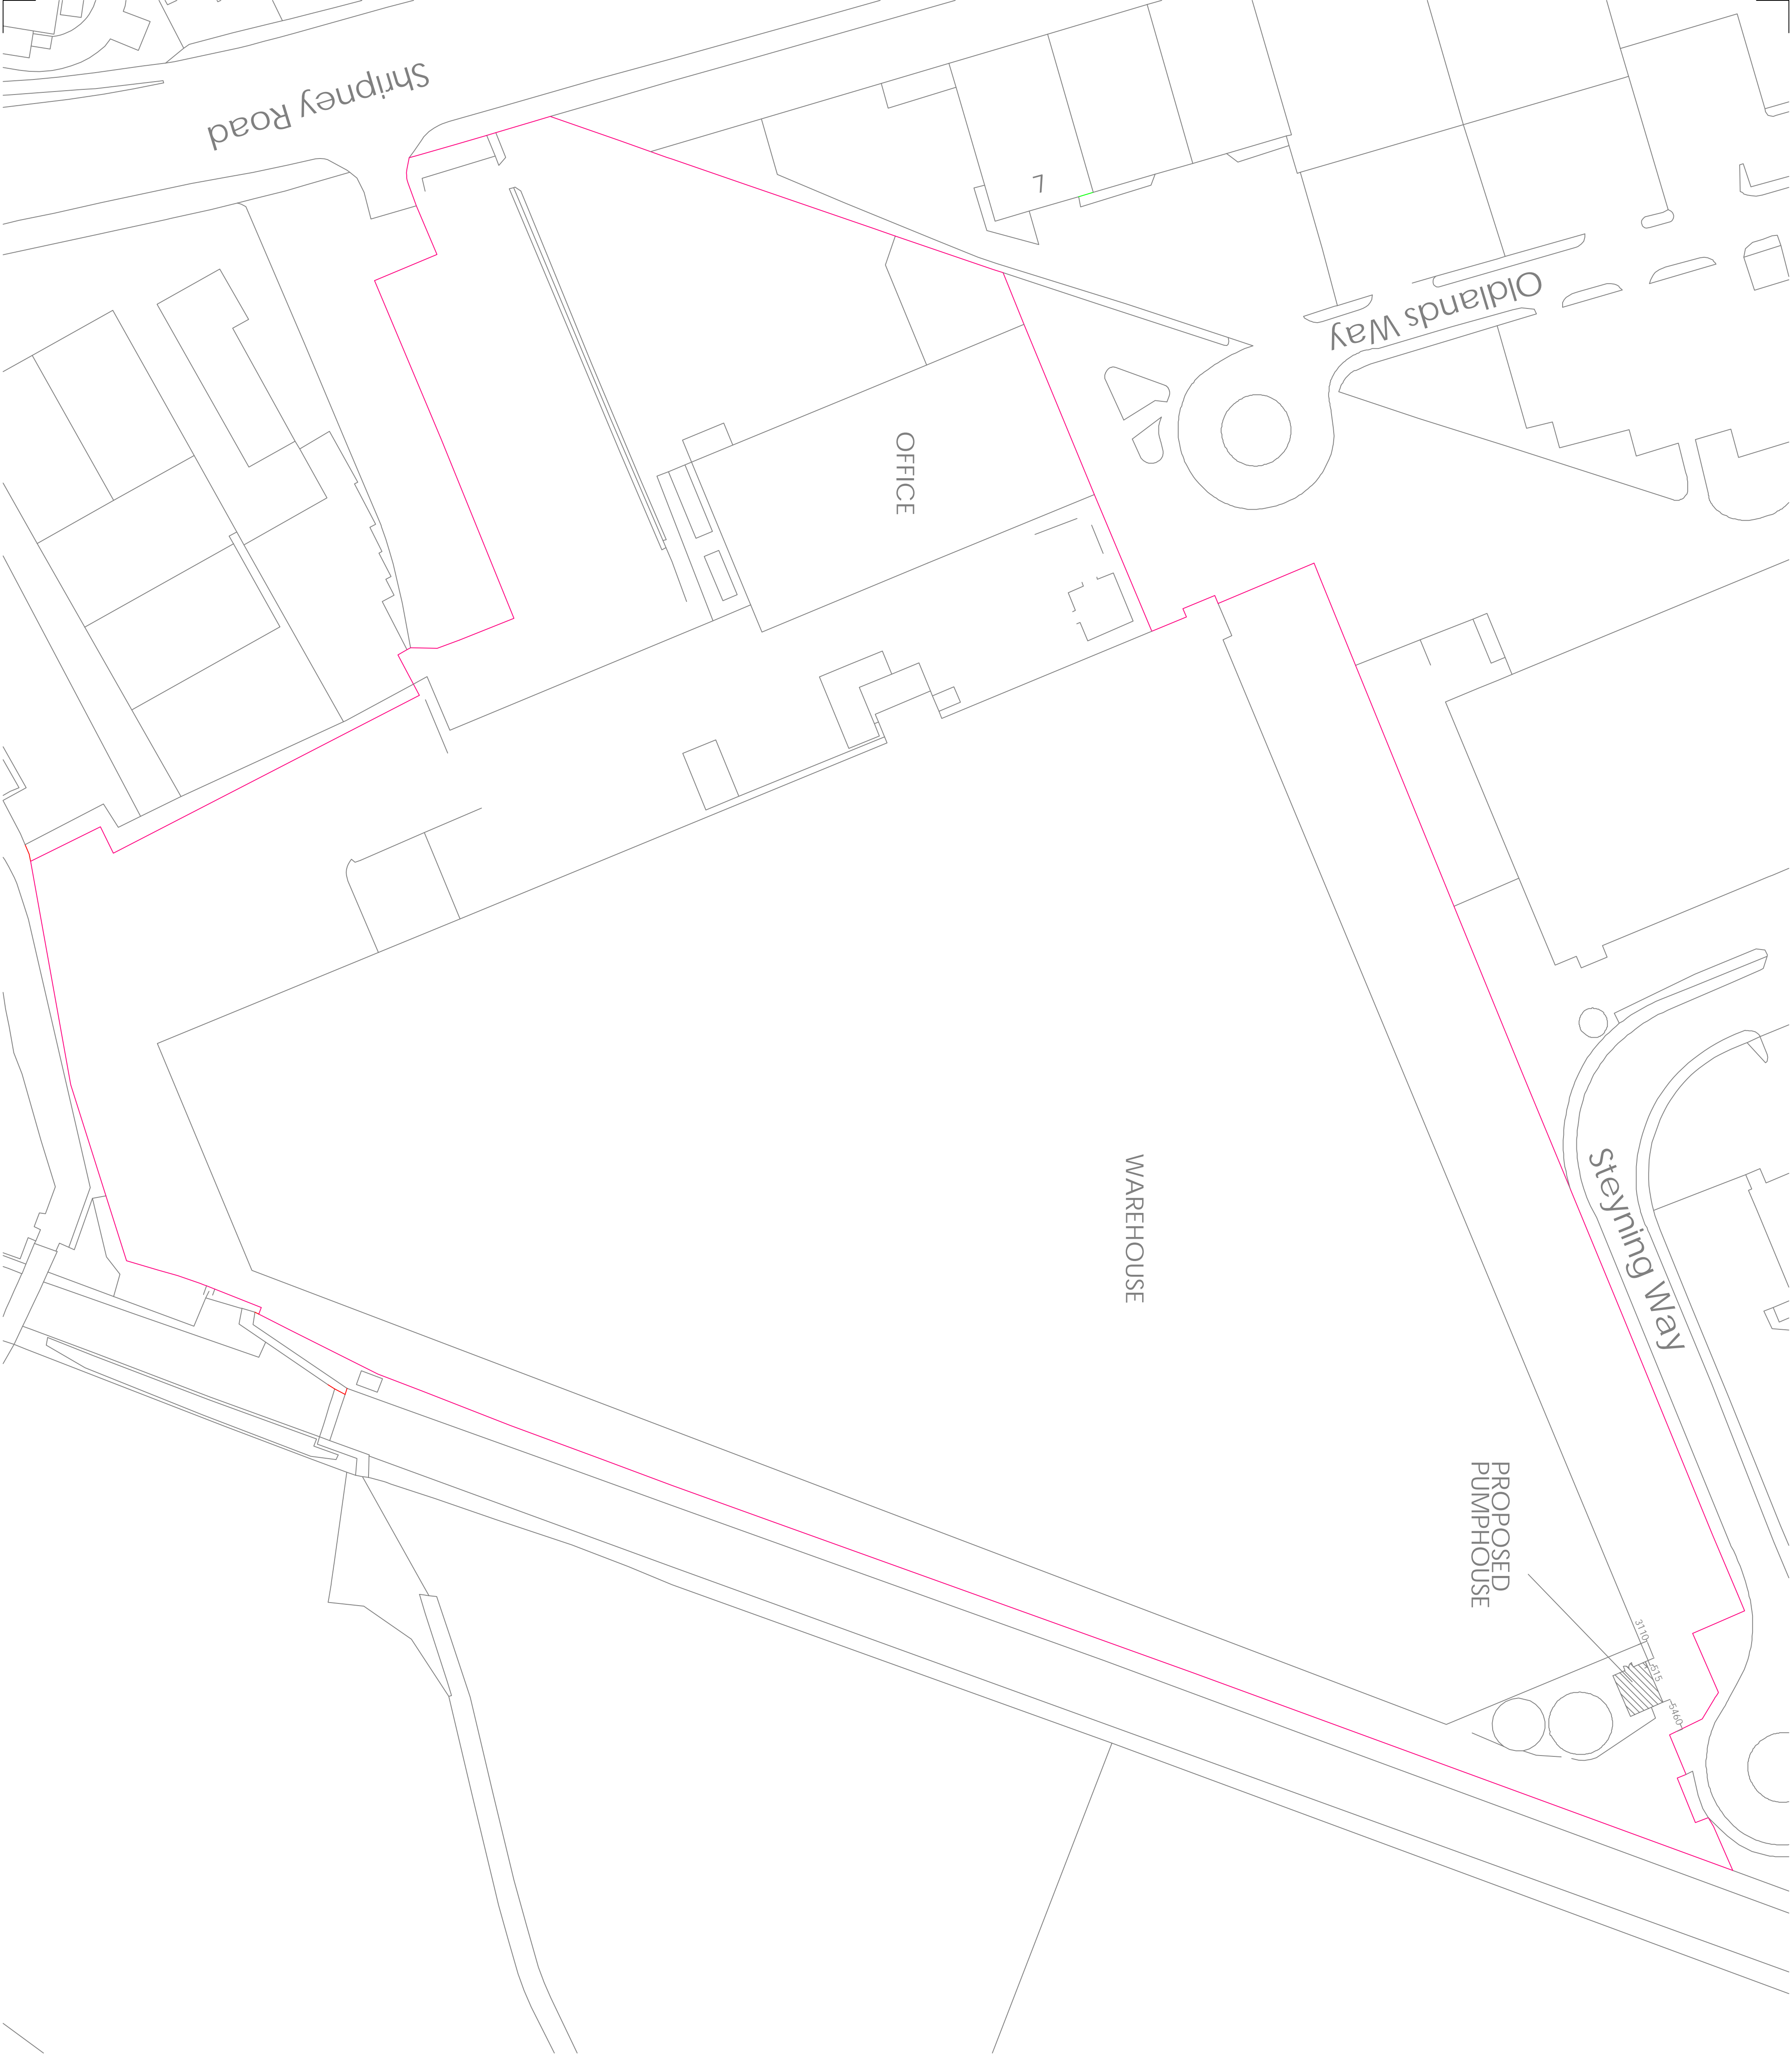 Shripney Road
7
Oldlands Way
OFFICE
WAREHOUSE
Steyning Way
PROPOSED
PUMPHOUSE
3110
515
5460